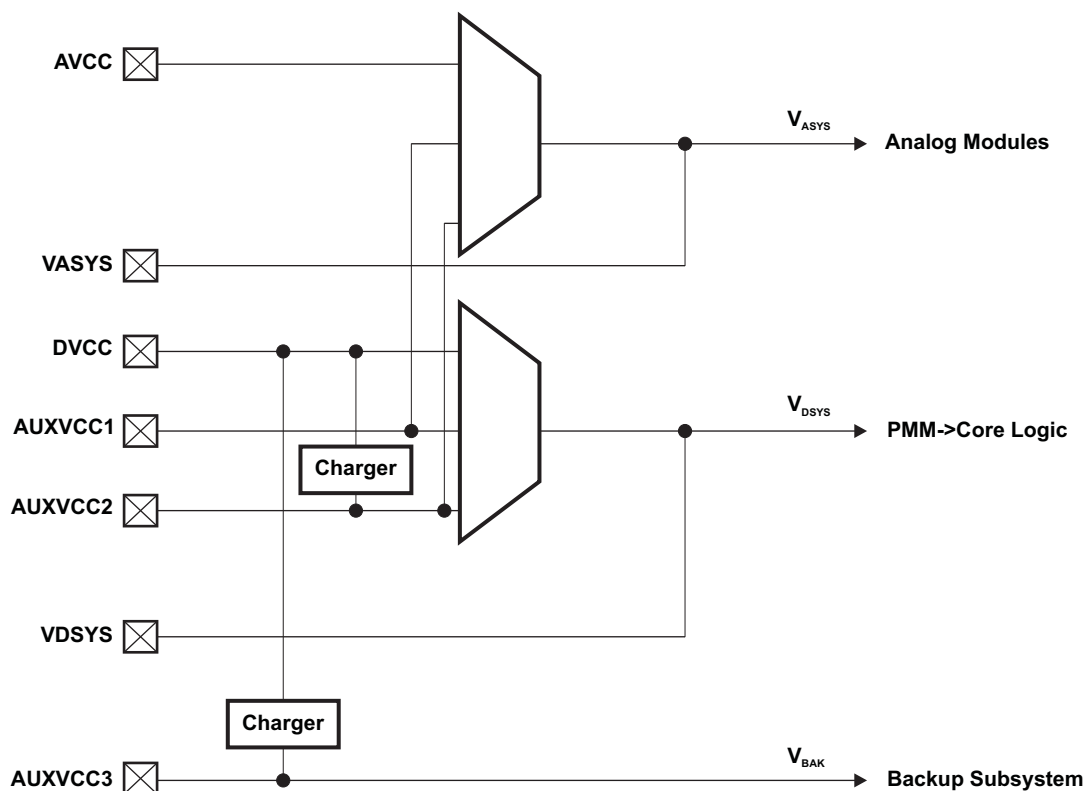 AVCC
VASYS
Analog Modules
VASYS
DVCC
AUXVCC1
VDSYS
PMM->Core Logic
Charger
AUXVCC2
VDSYS
Charger
AUXVCC3
VBAK
Backup Subsystem